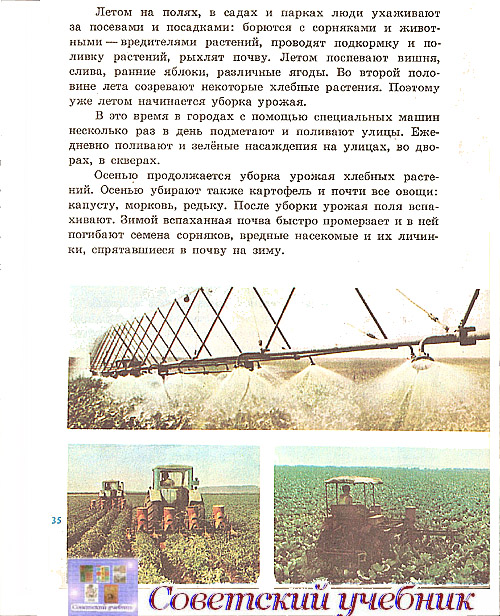 Летом на полях, в садах и парках люди ухаживают
за посевами и посадками: борются с сорняками и живот-
ными — вредителями растений, проводят подкормку и по-
ливку растений, рыхлят почву. Летом поспевают вишня,
слива, ранние яблоки, различные ягоды. Во второй поло-
вине лета созревают некоторые хлебные растения. Поэтому
уже летом начинается уборка урожая.
В это время в городах с помощью специальных машин
несколько раз в день подметают и поливают улицы. Еже-
дневно поливают и зелёные насаждения на улицах, во дво-
рах, в скверах.
Осенью продолжается уборка урожая хлебных расте-
ний. Осенью убирают также картофель и почти все овощи:
капусту, морковь, редьку. После уборки урожая поля вспа-
хивают. Зимой вспаханная почва быстро промерзает и в ней
погибают семена сорняков, вредные насекомые и их личин-
ки, спрятавшиеся в почву на зиму.
35
Советский учебник
Советский учебник